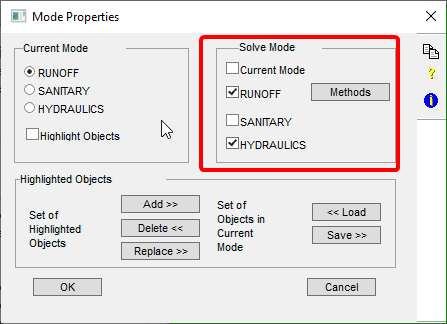 Mode Properties
Current Mode
RUNOFF
SANITARY
HYDRAULICS
Highlight Objects
Solve Mode
Current Mode
RUNOFF
Methods
SANITARY
HYDRAULICS
?
i
Highlighted Objects
Set of
Highlighted
Objects
Add >>
Delete <<
Replace >>
Set of
Objects in
Current
Mode
<< Load
Save >>
OK
Cancel